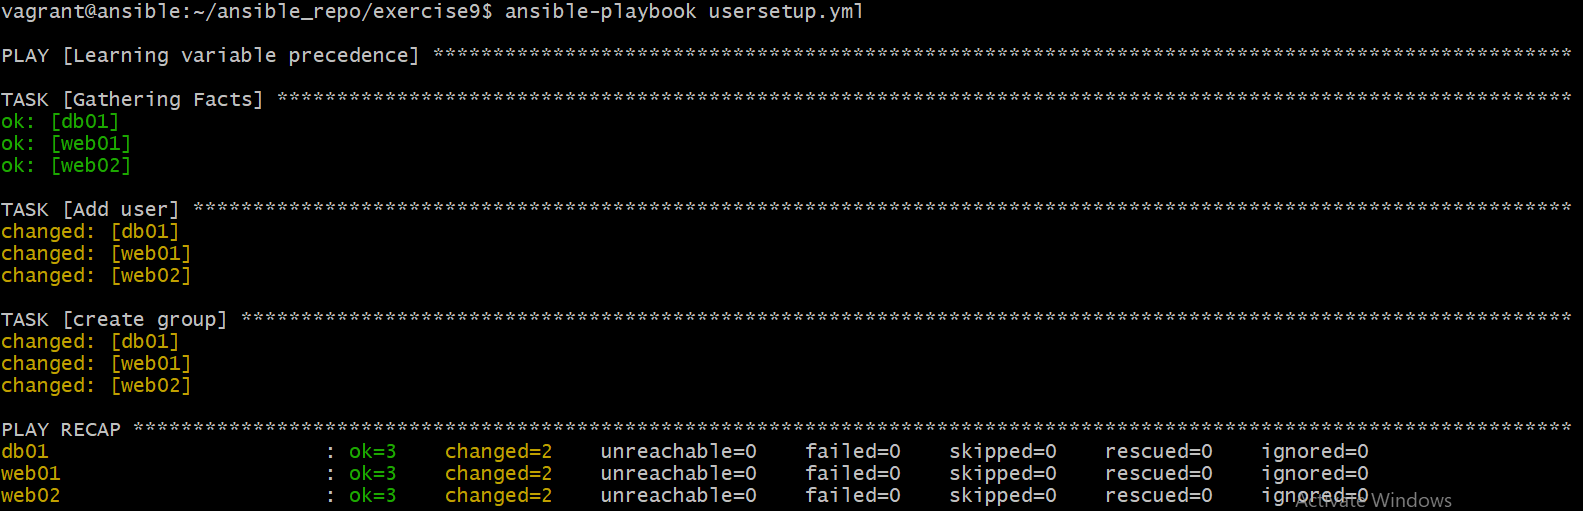 vagrant@ansible:~/ansible_repo/exercise9$ ansible-playbook usersetup.yml
PLAY [Learning variable precedence] ***********************************************************************************************
TASK [Gathering Facts] ************************************************************************************************************
ok: [db01]
ok: [web01]
ok: [web02]
TASK [Add user] *******************************************************************************************************************
changed: [db01]
changed: [web01]
changed: [web02]
TASK [create group] ***************************************************************************************************************
changed: [db01]
changed: [web01]
changed: [web02]
PLAY RECAP ************************************************************************************************************************
db01                       : ok=3    changed=2    unreachable=0    failed=0    skipped=0    rescued=0    ignored=0
web01                      : ok=3    changed=2    unreachable=0    failed=0    skipped=0    rescued=0    ignored=0
web02                      : ok=3    changed=2    unreachable=0    failed=0    skipped=0    rescued=0    ignored=0
Activate Windows